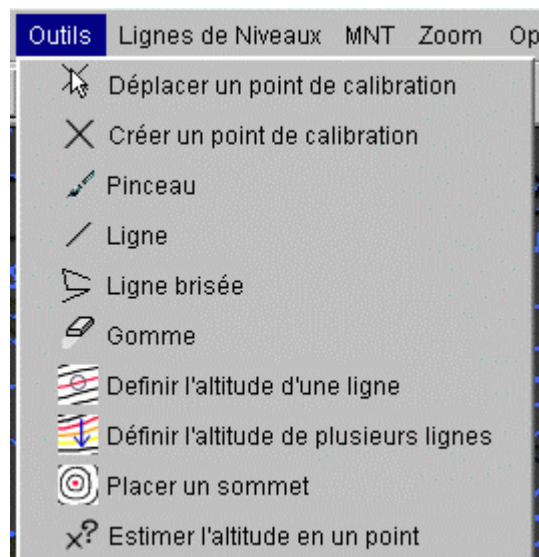 Outils Lignes de Niveaux MNT Zoom Op
Déplacer un point de calibration
Créer un point de calibration
Pinceau
Ligne
Ligne brisée
Gomme
Definir l'altitude d'une ligne
Définir l'altitude de plusieurs lignes
Placer un sommet
Estimer l'altitude en un point